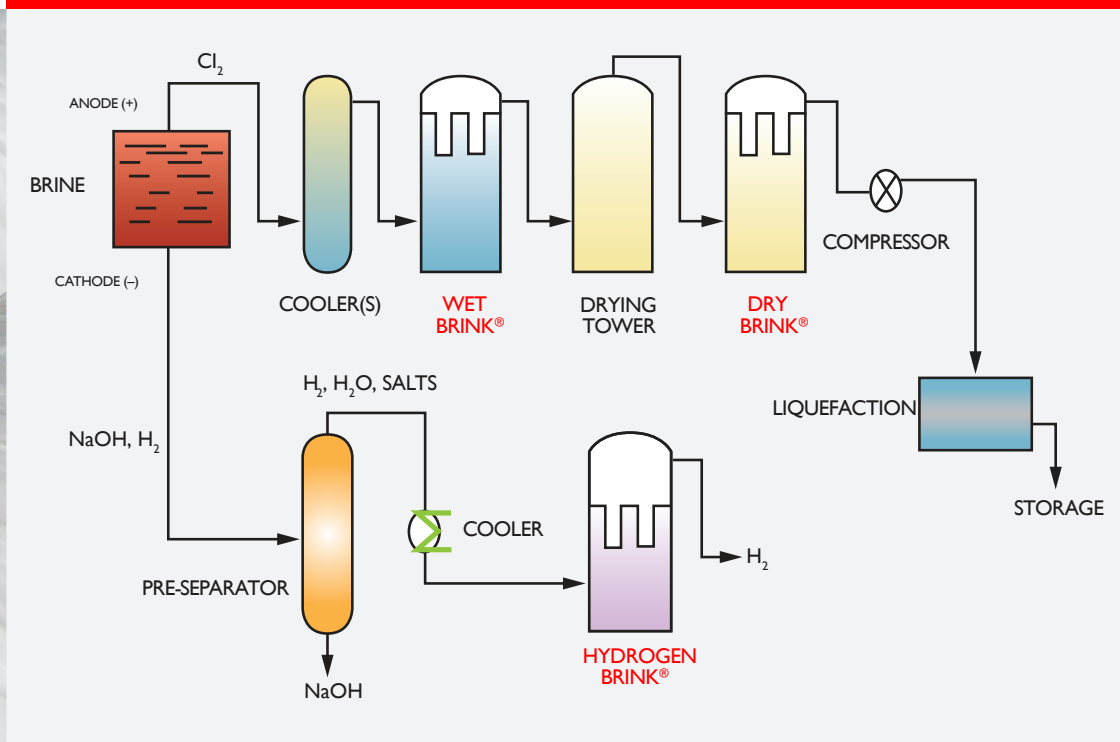 Cl₂
ANODE (+)
BRINE
CATHODE (–)
COOLER(S)
WET
BRINK®
DRYING
TOWER
DRY
BRINK®
COMPRESSOR
H₂, H₂O, SALTS
LIQUEFACTION
NaOH, H₂
STORAGE
COOLER
H₂
PRE-SEPARATOR
HYDROGEN
BRINK®
NaOH